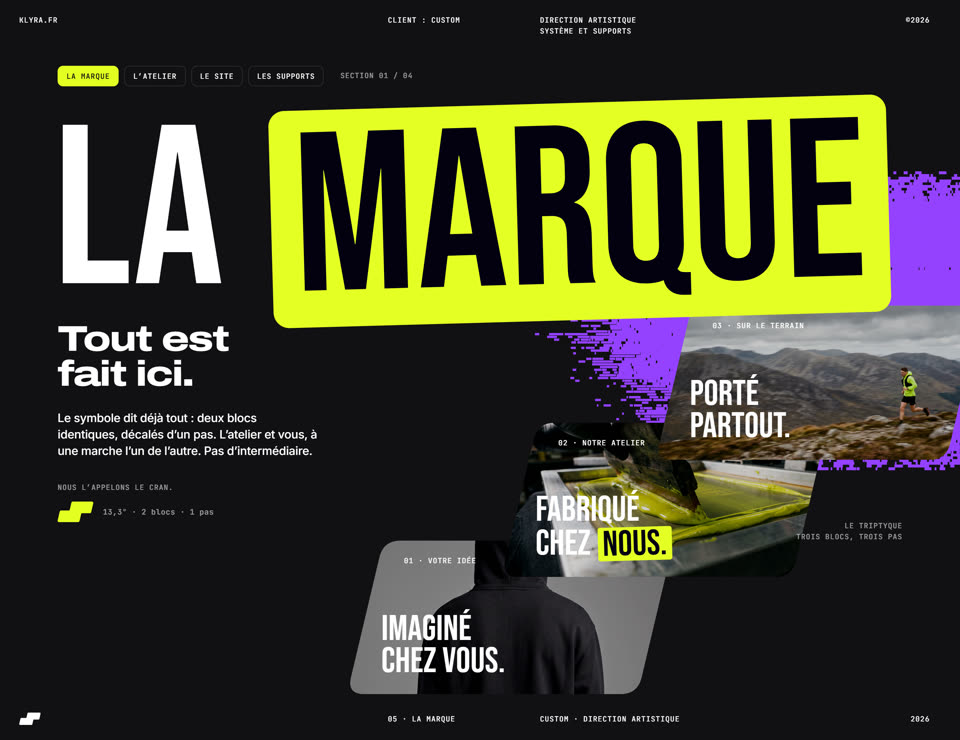 KLYRA.FR
CLIENT : CUSTOM
DIRECTION ARTISTIQUE
SYSTÈME ET SUPPORTS
©2026
LA MARQUE
L'ATELIER
LE SITE
LES SUPPORTS
SECTION 01 / 04
LA MARQUE
Tout est
fait ici.
Le symbole dit déjà tout : deux blocs
identiques, décalés d'un pas. L'atelier et vous, à
une marche l'un de l'autre. Pas d'intermédiaire.
NOUS L'APPELONS LE CRAN.
13,3° · 2 blocs · 1 pas
03 · SUR LE TERRAIN
PORTÉ
PARTOUT.
02 · NOTRE ATELIER
FABRIQUÉ
CHEZ NOUS.
LE TRIPTYQUE
TROIS BLOCS, TROIS PAS
01 · VOTRE IDÉE
IMAGINÉ
CHEZ VOUS.
05 · LA MARQUE
CUSTOM · DIRECTION ARTISTIQUE
2026